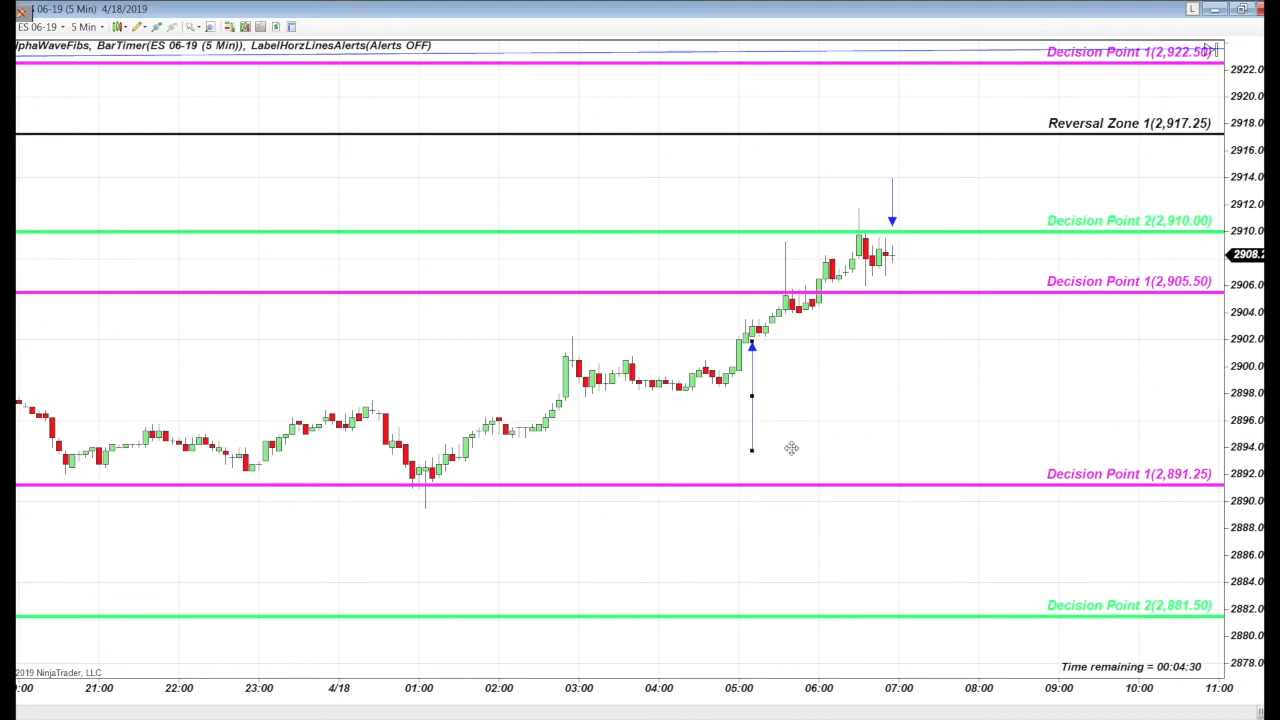 ES 06-19 (5 Min) 4/18/2019
L
ES 06-19 5 Min
lphaWaveFibs, BarTimer(ES 06-19 (5 Min)), LabelHorzLinesAlerts(Alerts OFF)
Decision Point 1(2,922.50)
2922.0
2920.0
Reversal Zone 1(2,917.25)
2918.0
2916.0
2914.0
2912.0
Decision Point 2(2,910.00)
2910.0
2908.2
Decision Point 1(2,905.50)
2906.0
2904.0
2902.0
2900.0
2898.0
2896.0
2894.0
Decision Point 1(2,891.25)
2892.0
2890.0
2888.0
2886.0
2884.0
Decision Point 2(2,881.50)
2882.0
2880.0
Time remaining = 00:04:30
2878.0
2019 NinjaTrader, LLC
:00 21:00 22:00 23:00 4/18 01:00 02:00 03:00 04:00 05:00 06:00 07:00 08:00 09:00 10:00 11:00